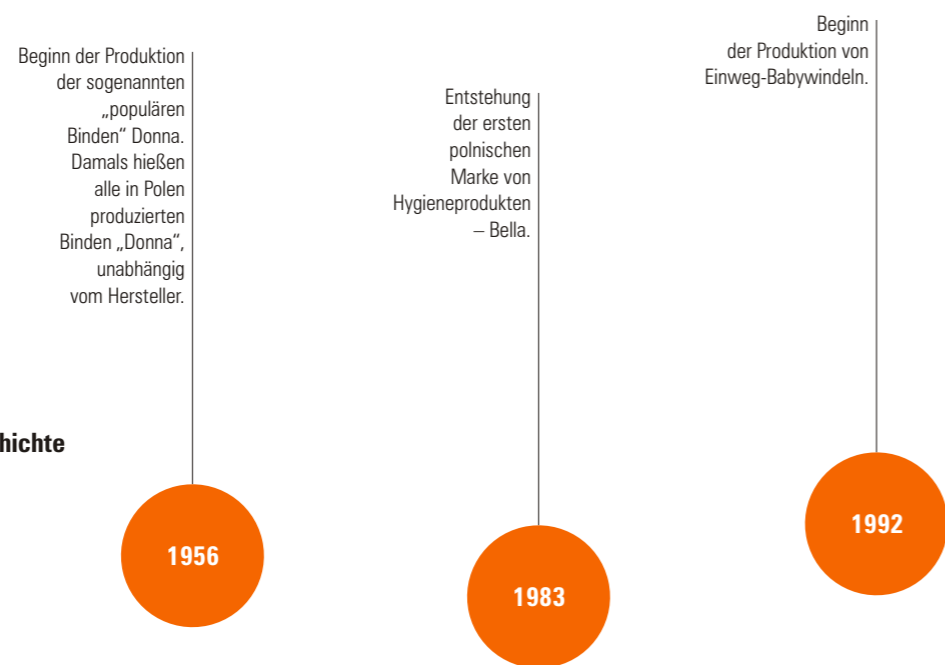 Beginn der Produktion
der sogenannten
„populären
Binden“ Donna.
Damals hießen
alle in Polen
produzierten
Binden „Donna“,
unabhängig
vom Hersteller.
Entstehung
der ersten
polnischen
Marke von
Hygieneprodukten
– Bella.
Beginn
der Produktion von
Einweg-Babywindeln.
hichte
1956
1983
1992